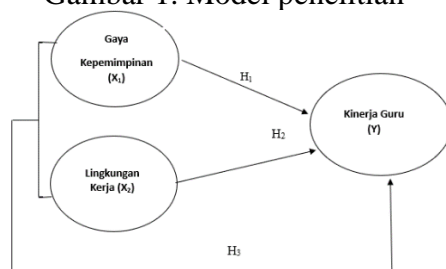 Gambar 1. Model penelitian
Gaya
Kepemimpinan
(X₁)
H₁
Kinerja Guru
(Y)
H₂
Lingkungan
Kerja (X₂)
H₃